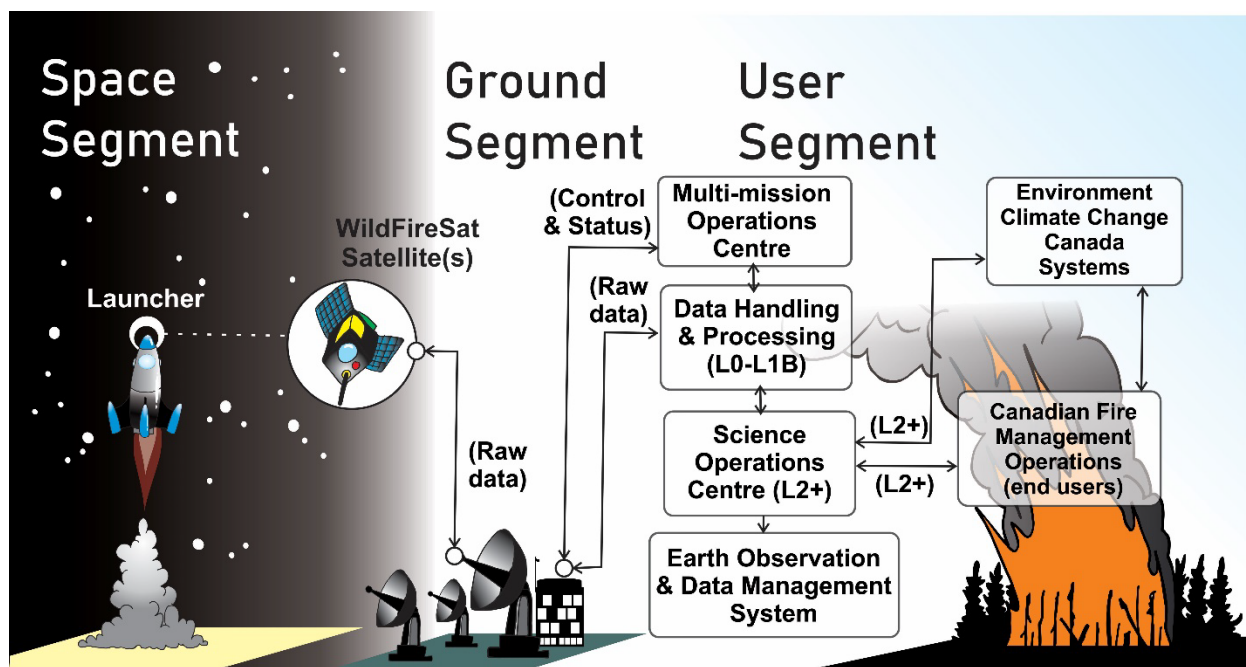 Space
Segment
Ground
Segment
User
Segment
WildFireSat
Satellite(s)
Launcher
(Raw
data)
(Control
& Status)
(Raw
data)
Multi-mission
Operations
Centre
Data Handling
& Processing
(L0-L1B)
Science
Operations
Centre (L2+)
Earth Observation
& Data Management
System
(L2+)
(L2+)
Environment
Climate Change
Canada
Systems
Canadian Fire
Management
Operations
(end users)